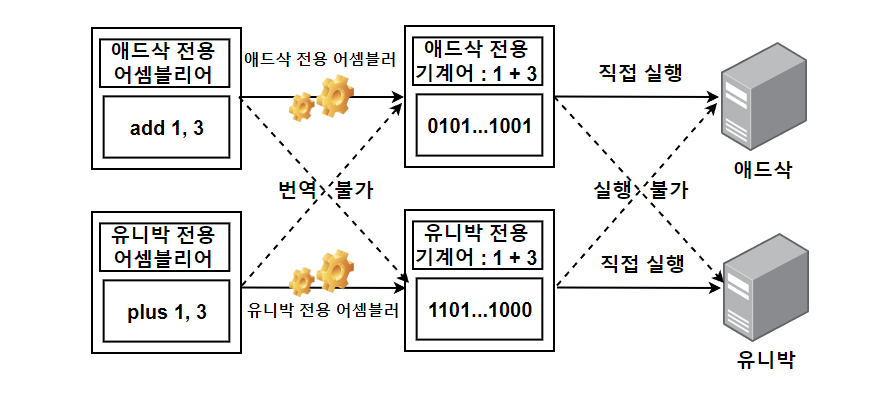 애드삭 전용
어셈블리어
add 1, 3
애드삭 전용 어셈블러
애드삭 전용
기계어 : 1 + 3
0101...1001
직접 실행
애드삭
번역 불가
실행 불가
유니박 전용
어셈블리어
plus 1, 3
유니박 전용 어셈블러
유니박 전용
기계어 : 1 + 3
1101...1000
직접 실행
유니박